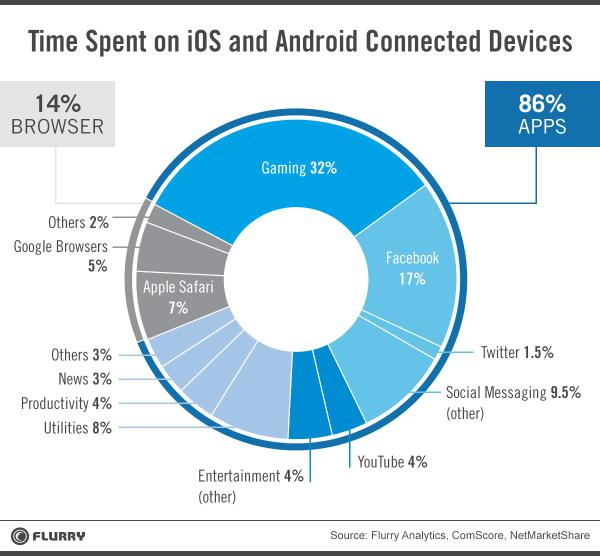 Time Spent on iOS and Android Connected Devices
14%
BROWSER
86%
APPS
Gaming 32%
Others 2%
Google Browsers
5%
Apple Safari
7%
Facebook
17%
Others 3%
News 3%
Productivity 4%
Utilities 8%
Twitter 1.5%
Social Messaging 9.5%
(other)
YouTube 4%
Entertainment 4%
(other)
FLURRY
Source: Flurry Analytics, ComScore, NetMarketShare